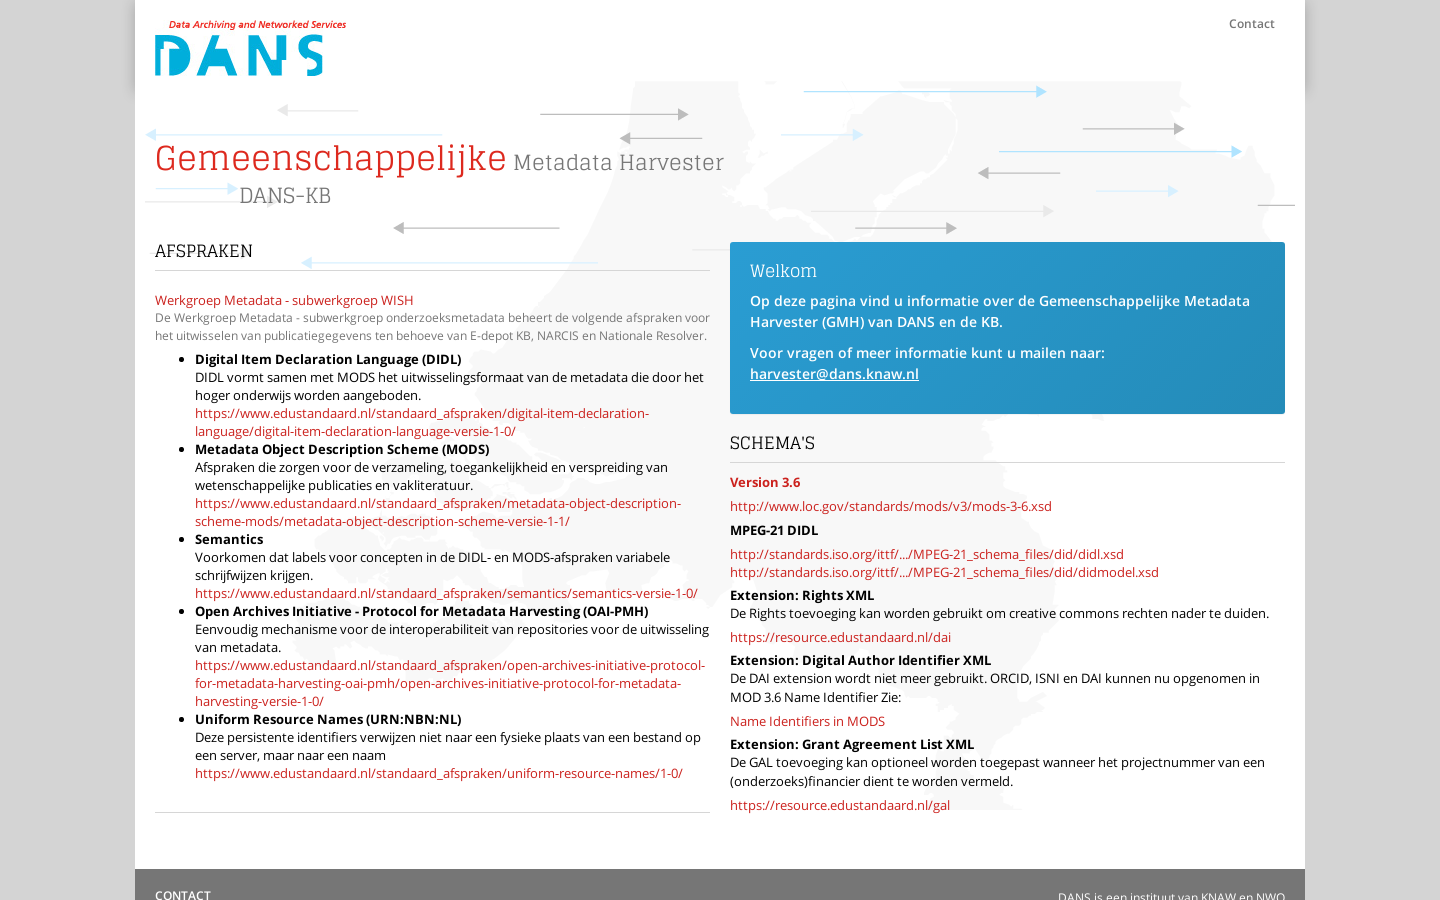 Data Archiving and Networked Services
DANS
Contact
Gemeenschappelijke Metadata Harvester
DANS-KB
AFSPRAKEN
Werkgroep Metadata - subwerkgroep WISH
De Werkgroep Metadata - subwerkgroep onderzoeksmetadata beheert de volgende afspraken voor
het uitwisselen van publicatiegegevens ten behoeve van E-depot KB, NARCIS en Nationale Resolver.
Digital Item Declaration Language (DIDL)
DIDL vormt samen met MODS het uitwisselingsformaat van de metadata die door het
hoger onderwijs worden aangeboden.
https://www.edustandaard.nl/standaard_afspraken/digital-item-declaration-
language/digital-item-declaration-language-versie-1-0/
Metadata Object Description Scheme (MODS)
Afspraken die zorgen voor de verzameling, toegankelijkheid en verspreiding van
wetenschappelijke publicaties en vakliteratuur.
https://www.edustandaard.nl/standaard_afspraken/metadata-object-description-
scheme-mods/metadata-object-description-scheme-versie-1-1/
Semantics
Voorkomen dat labels voor concepten in de DIDL- en MODS-afspraken variabele
schrijfwijzen krijgen.
https://www.edustandaard.nl/standaard_afspraken/semantics/semantics-versie-1-0/
Open Archives Initiative - Protocol for Metadata Harvesting (OAI-PMH)
Eenvoudig mechanisme voor de interoperabiliteit van repositories voor de uitwisseling
van metadata.
https://www.edustandaard.nl/standaard_afspraken/open-archives-initiative-protocol-
for-metadata-harvesting-oai-pmh/open-archives-initiative-protocol-for-metadata-
harvesting-versie-1-0/
Uniform Resource Names (URN:NBN:NL)
Deze persistente identifiers verwijzen niet naar een fysieke plaats van een bestand op
een server, maar naar een naam
https://www.edustandaard.nl/standaard_afspraken/uniform-resource-names/1-0/
Welkom
Op deze pagina vind u informatie over de Gemeenschappelijke Metadata
Harvester (GMH) van DANS en de KB.
Voor vragen of meer informatie kunt u mailen naar:
harvester@dans.knaw.nl
SCHEMA'S
Version 3.6
http://www.loc.gov/standards/mods/v3/mods-3-6.xsd
MPEG-21 DIDL
http://standards.iso.org/ittf/.../MPEG-21_schema_files/did/didl.xsd
http://standards.iso.org/ittf/.../MPEG-21_schema_files/did/didmodel.xsd
Extension: Rights XML
De Rights toevoeging kan worden gebruikt om creative commons rechten nader te duiden.
https://resource.edustandaard.nl/dai
Extension: Digital Author Identifier XML
De DAI extension wordt niet meer gebruikt. ORCID, ISNI en DAI kunnen nu opgenomen in
MOD 3.6 Name Identifier Zie:
Name Identifiers in MODS
Extension: Grant Agreement List XML
De GAL toevoeging kan optioneel worden toegepast wanneer het projectnummer van een
(onderzoeks)financier dient te worden vermeld.
https://resource.edustandaard.nl/gal
CONTACT
DANS is een instituut van KNAW en NWO